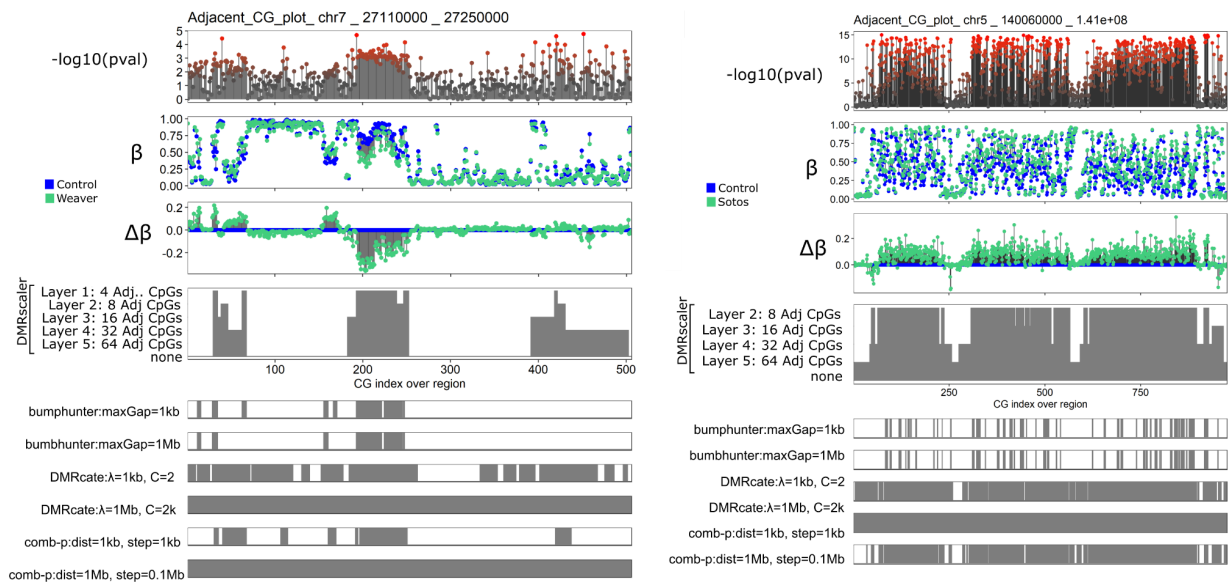 Adjacent_CG_plot_ chr7 _ 27110000 _ 27250000
-log10(pval)
5
4
3
2
1
0
β
1.00
0.75
0.50
0.25
0.00
Control
Weaver
Δβ
0.2
0.0
-0.2
DMRscaler
Layer 1: 4 Adj.. CpGs
Layer 2: 8 Adj CpGs
Layer 3: 16 Adj CpGs
Layer 4: 32 Adj CpGs
Layer 5: 64 Adj CpGs
none
100 200 300 400 500
CG index over region
bumphunter:maxGap=1kb
bumbhunter:maxGap=1Mb
DMRcate:λ=1kb, C=2
DMRcate:λ=1Mb, C=2k
comb-p:dist=1kb, step=1kb
comb-p:dist=1Mb, step=0.1Mb
Adjacent_CG_plot_ chr5 _ 140060000 _ 1.41e+08
-log10(pval)
15
10
5
0
β
1.00
0.75
0.50
0.25
0.00
Control
Sotos
Δβ
0.2
0.0
DMRscaler
Layer 2: 8 Adj CpGs
Layer 3: 16 Adj CpGs
Layer 4: 32 Adj CpGs
Layer 5: 64 Adj CpGs
none
250 500 750
CG index over region
bumphunter:maxGap=1kb
bumbhunter:maxGap=1Mb
DMRcate:λ=1kb, C=2
DMRcate:λ=1Mb, C=2k
comb-p:dist=1kb, step=1kb
comb-p:dist=1Mb, step=0.1Mb